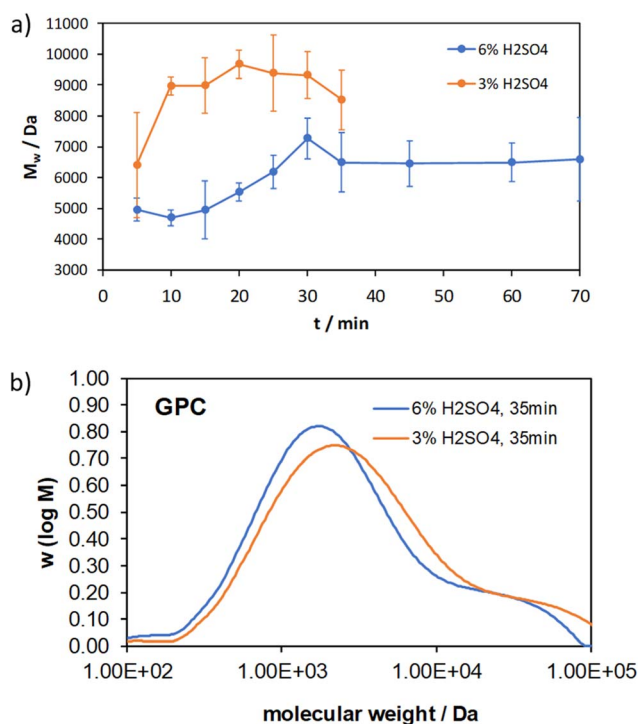 a)
11000
10000
9000
8000
7000
6000
5000
4000
3000
Mw / Da
6% H2SO4
3% H2SO4
0 10 20 30 40 50 60 70
t / min
b)
1.00
0.90
0.80
0.70
0.60
0.50
0.40
0.30
0.20
0.10
0.00
w (log M)
GPC
6% H2SO4, 35min
3% H2SO4, 35min
1.00E+02 1.00E+03 1.00E+04 1.00E+05
molecular weight / Da